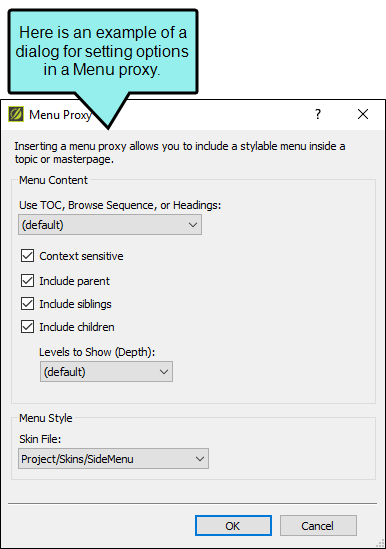 Here is an example of a
dialog for setting options
in a Menu proxy.
Menu Proxy
?
Inserting a menu proxy allows you to include a stylable menu inside a
topic or masterpage.
Menu Content
Use TOC, Browse Sequence, or Headings:
(default)
Context sensitive
Include parent
Include siblings
Include children
Levels to Show (Depth):
(default)
Menu Style
Skin File:
Project/Skins/SideMenu
OK Cancel